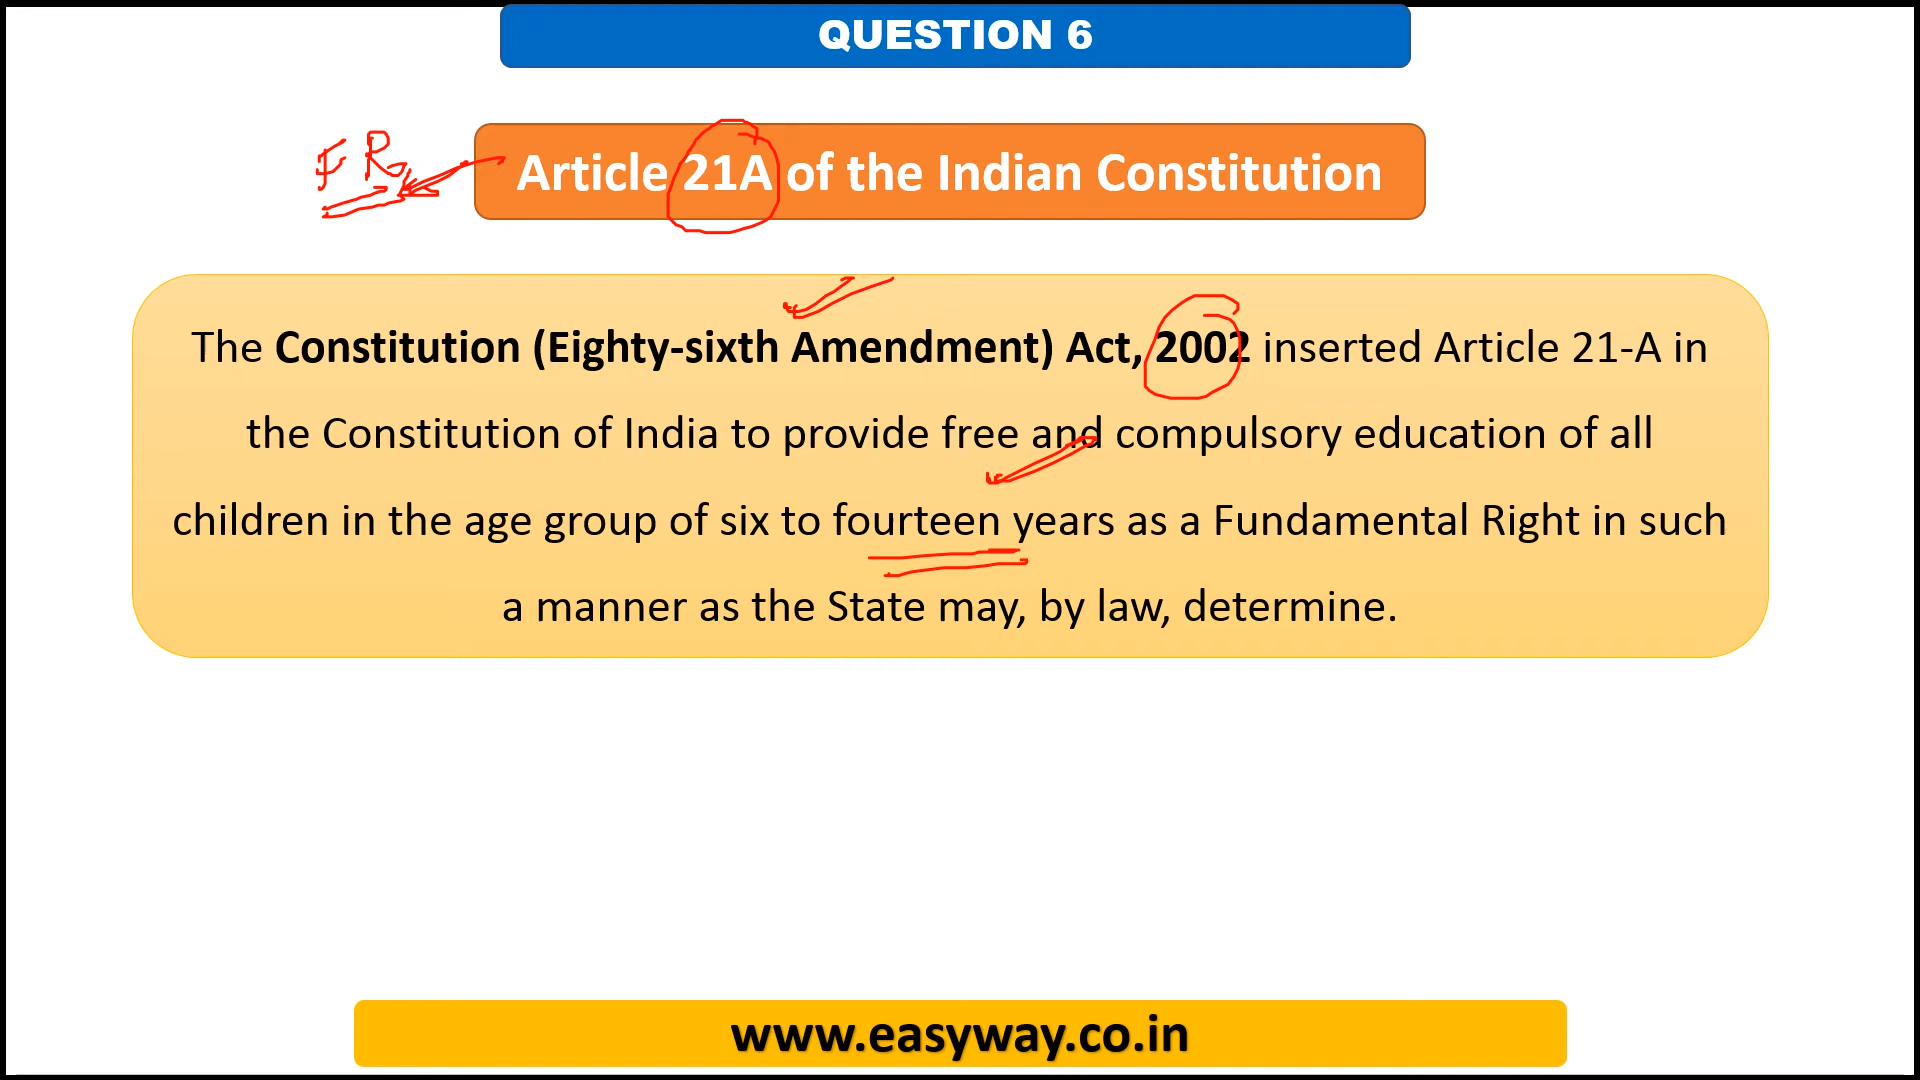 QUESTION 6
FR
Article 21A of the Indian Constitution
The Constitution (Eighty-sixth Amendment) Act, 2002 inserted Article 21-A in
the Constitution of India to provide free and compulsory education of all
children in the age group of six to fourteen years as a Fundamental Right in such
a manner as the State may, by law, determine.
www.easyway.co.in